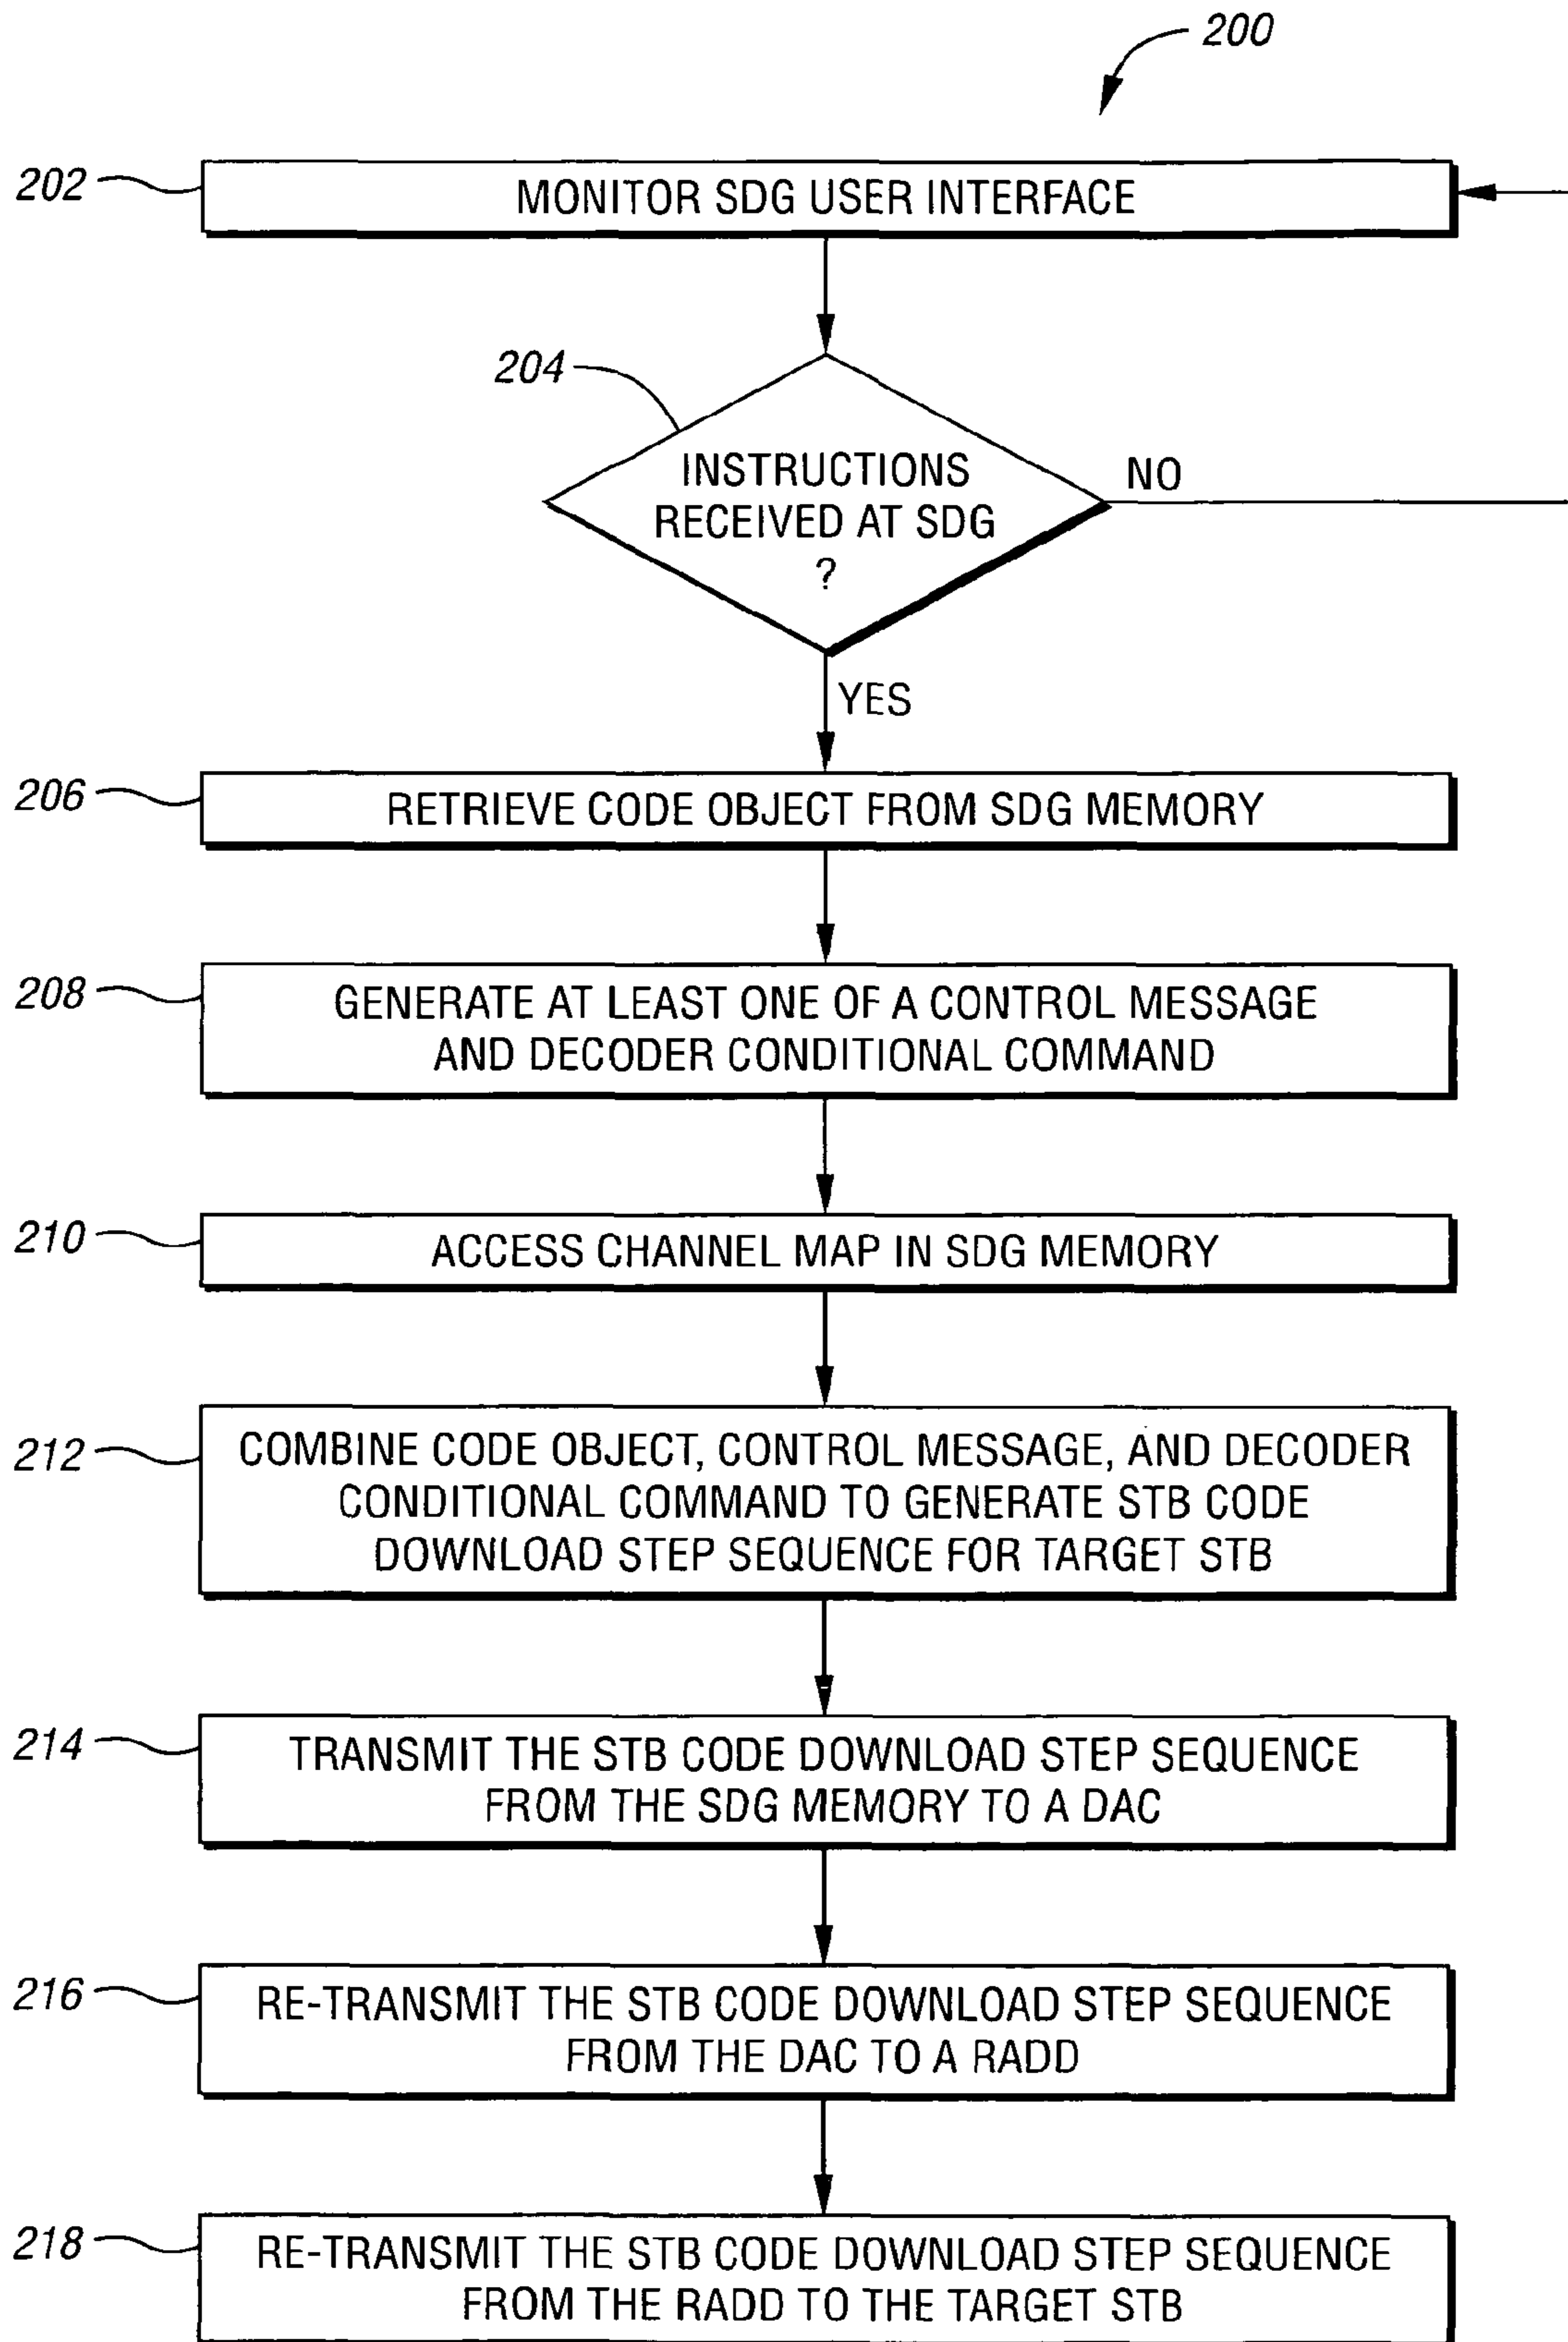 200
202
MONITOR SDG USER INTERFACE
204
INSTRUCTIONS
RECEIVED AT SDG
?
NO
YES
206
RETRIEVE CODE OBJECT FROM SDG MEMORY
208
GENERATE AT LEAST ONE OF A CONTROL MESSAGE
AND DECODER CONDITIONAL COMMAND
210
ACCESS CHANNEL MAP IN SDG MEMORY
212
COMBINE CODE OBJECT, CONTROL MESSAGE, AND DECODER
CONDITIONAL COMMAND TO GENERATE STB CODE
DOWNLOAD STEP SEQUENCE FOR TARGET STB
214
TRANSMIT THE STB CODE DOWNLOAD STEP SEQUENCE
FROM THE SDG MEMORY TO A DAC
216
RE-TRANSMIT THE STB CODE DOWNLOAD STEP SEQUENCE
FROM THE DAC TO A RADD
218
RE-TRANSMIT THE STB CODE DOWNLOAD STEP SEQUENCE
FROM THE RADD TO THE TARGET STB